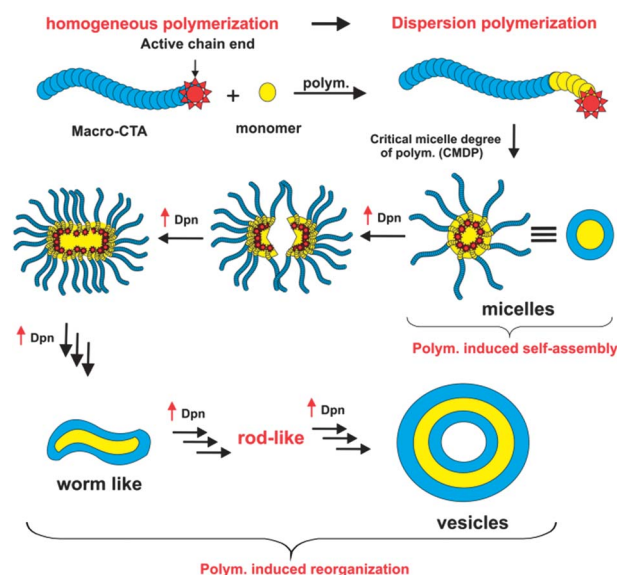 homogeneous polymerization
Dispersion polymerization
Active chain end
+
polym.
Macro-CTA
monomer
Critical micelle degree
of polym. (CMDP)
Dpn
Dpn
micelles
Polym. induced self-assembly
Dpn
Dpn
Dpn
rod-like
worm like
vesicles
Polym. induced reorganization